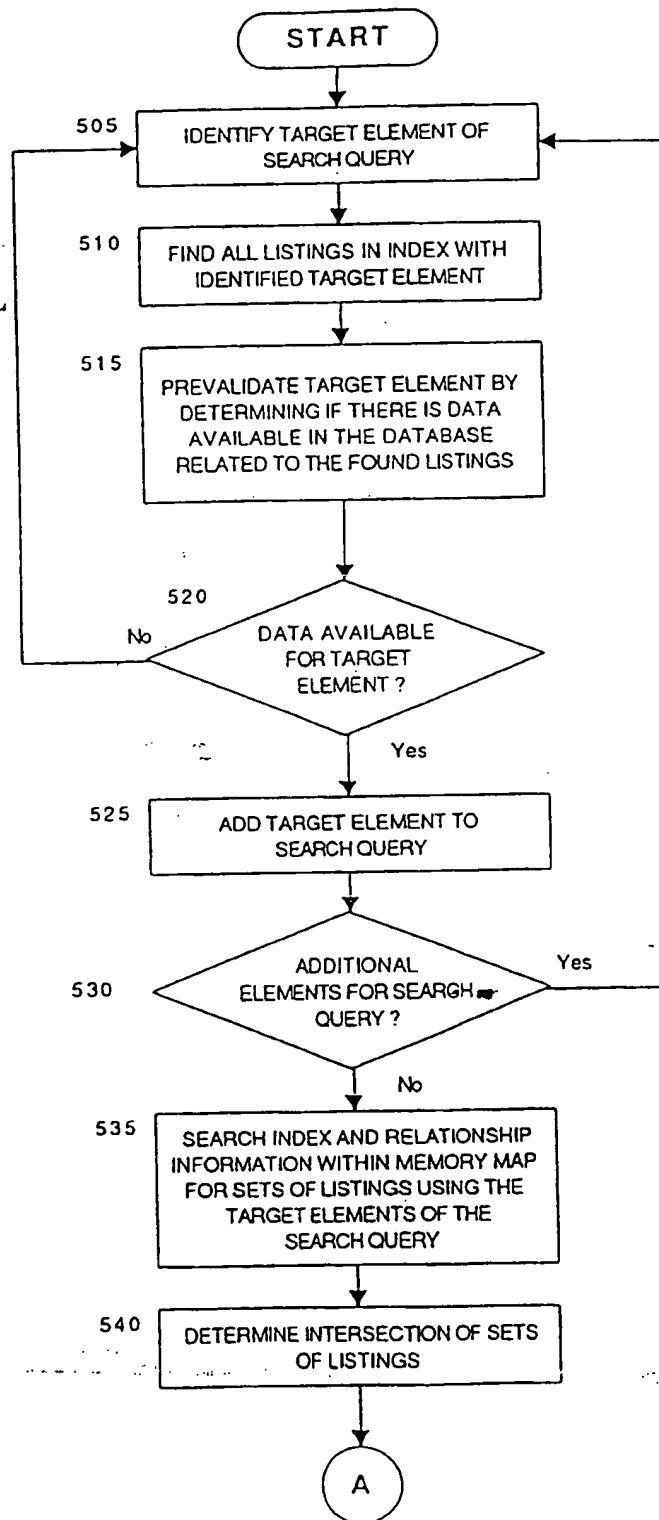 START
505
IDENTIFY TARGET ELEMENT OF
SEARCH QUERY
510
FIND ALL LISTINGS IN INDEX WITH
IDENTIFIED TARGET ELEMENT
515
PREVALIDATE TARGET ELEMENT BY
DETERMINING IF THERE IS DATA
AVAILABLE IN THE DATABASE
RELATED TO THE FOUND LISTINGS
520
No
DATA AVAILABLE
FOR TARGET
ELEMENT ?
Yes
525
ADD TARGET ELEMENT TO
SEARCH QUERY
530
ADDITIONAL
ELEMENTS FOR SEARGH
QUERY ?
Yes
No
535
SEARCH INDEX AND RELATIONSHIP
INFORMATION WITHIN MEMORY MAP
FOR SETS OF LISTINGS USING THE
TARGET ELEMENTS OF THE
SEARCH QUERY
540
DETERMINE INTERSECTION OF SETS
OF LISTINGS
A